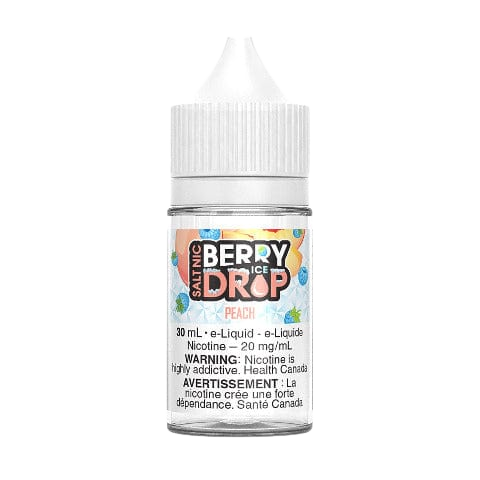 SALT NIC
BERRY
ICE
DROP
PEACH
30 mL • e-Liquid - e-Liquide
Nicotine – 20 mg/mL
WARNING: Nicotine is
highly addictive. Health Canada
AVERTISSEMENT : La
nicotine crée une forte
dépendance. Santé Canada